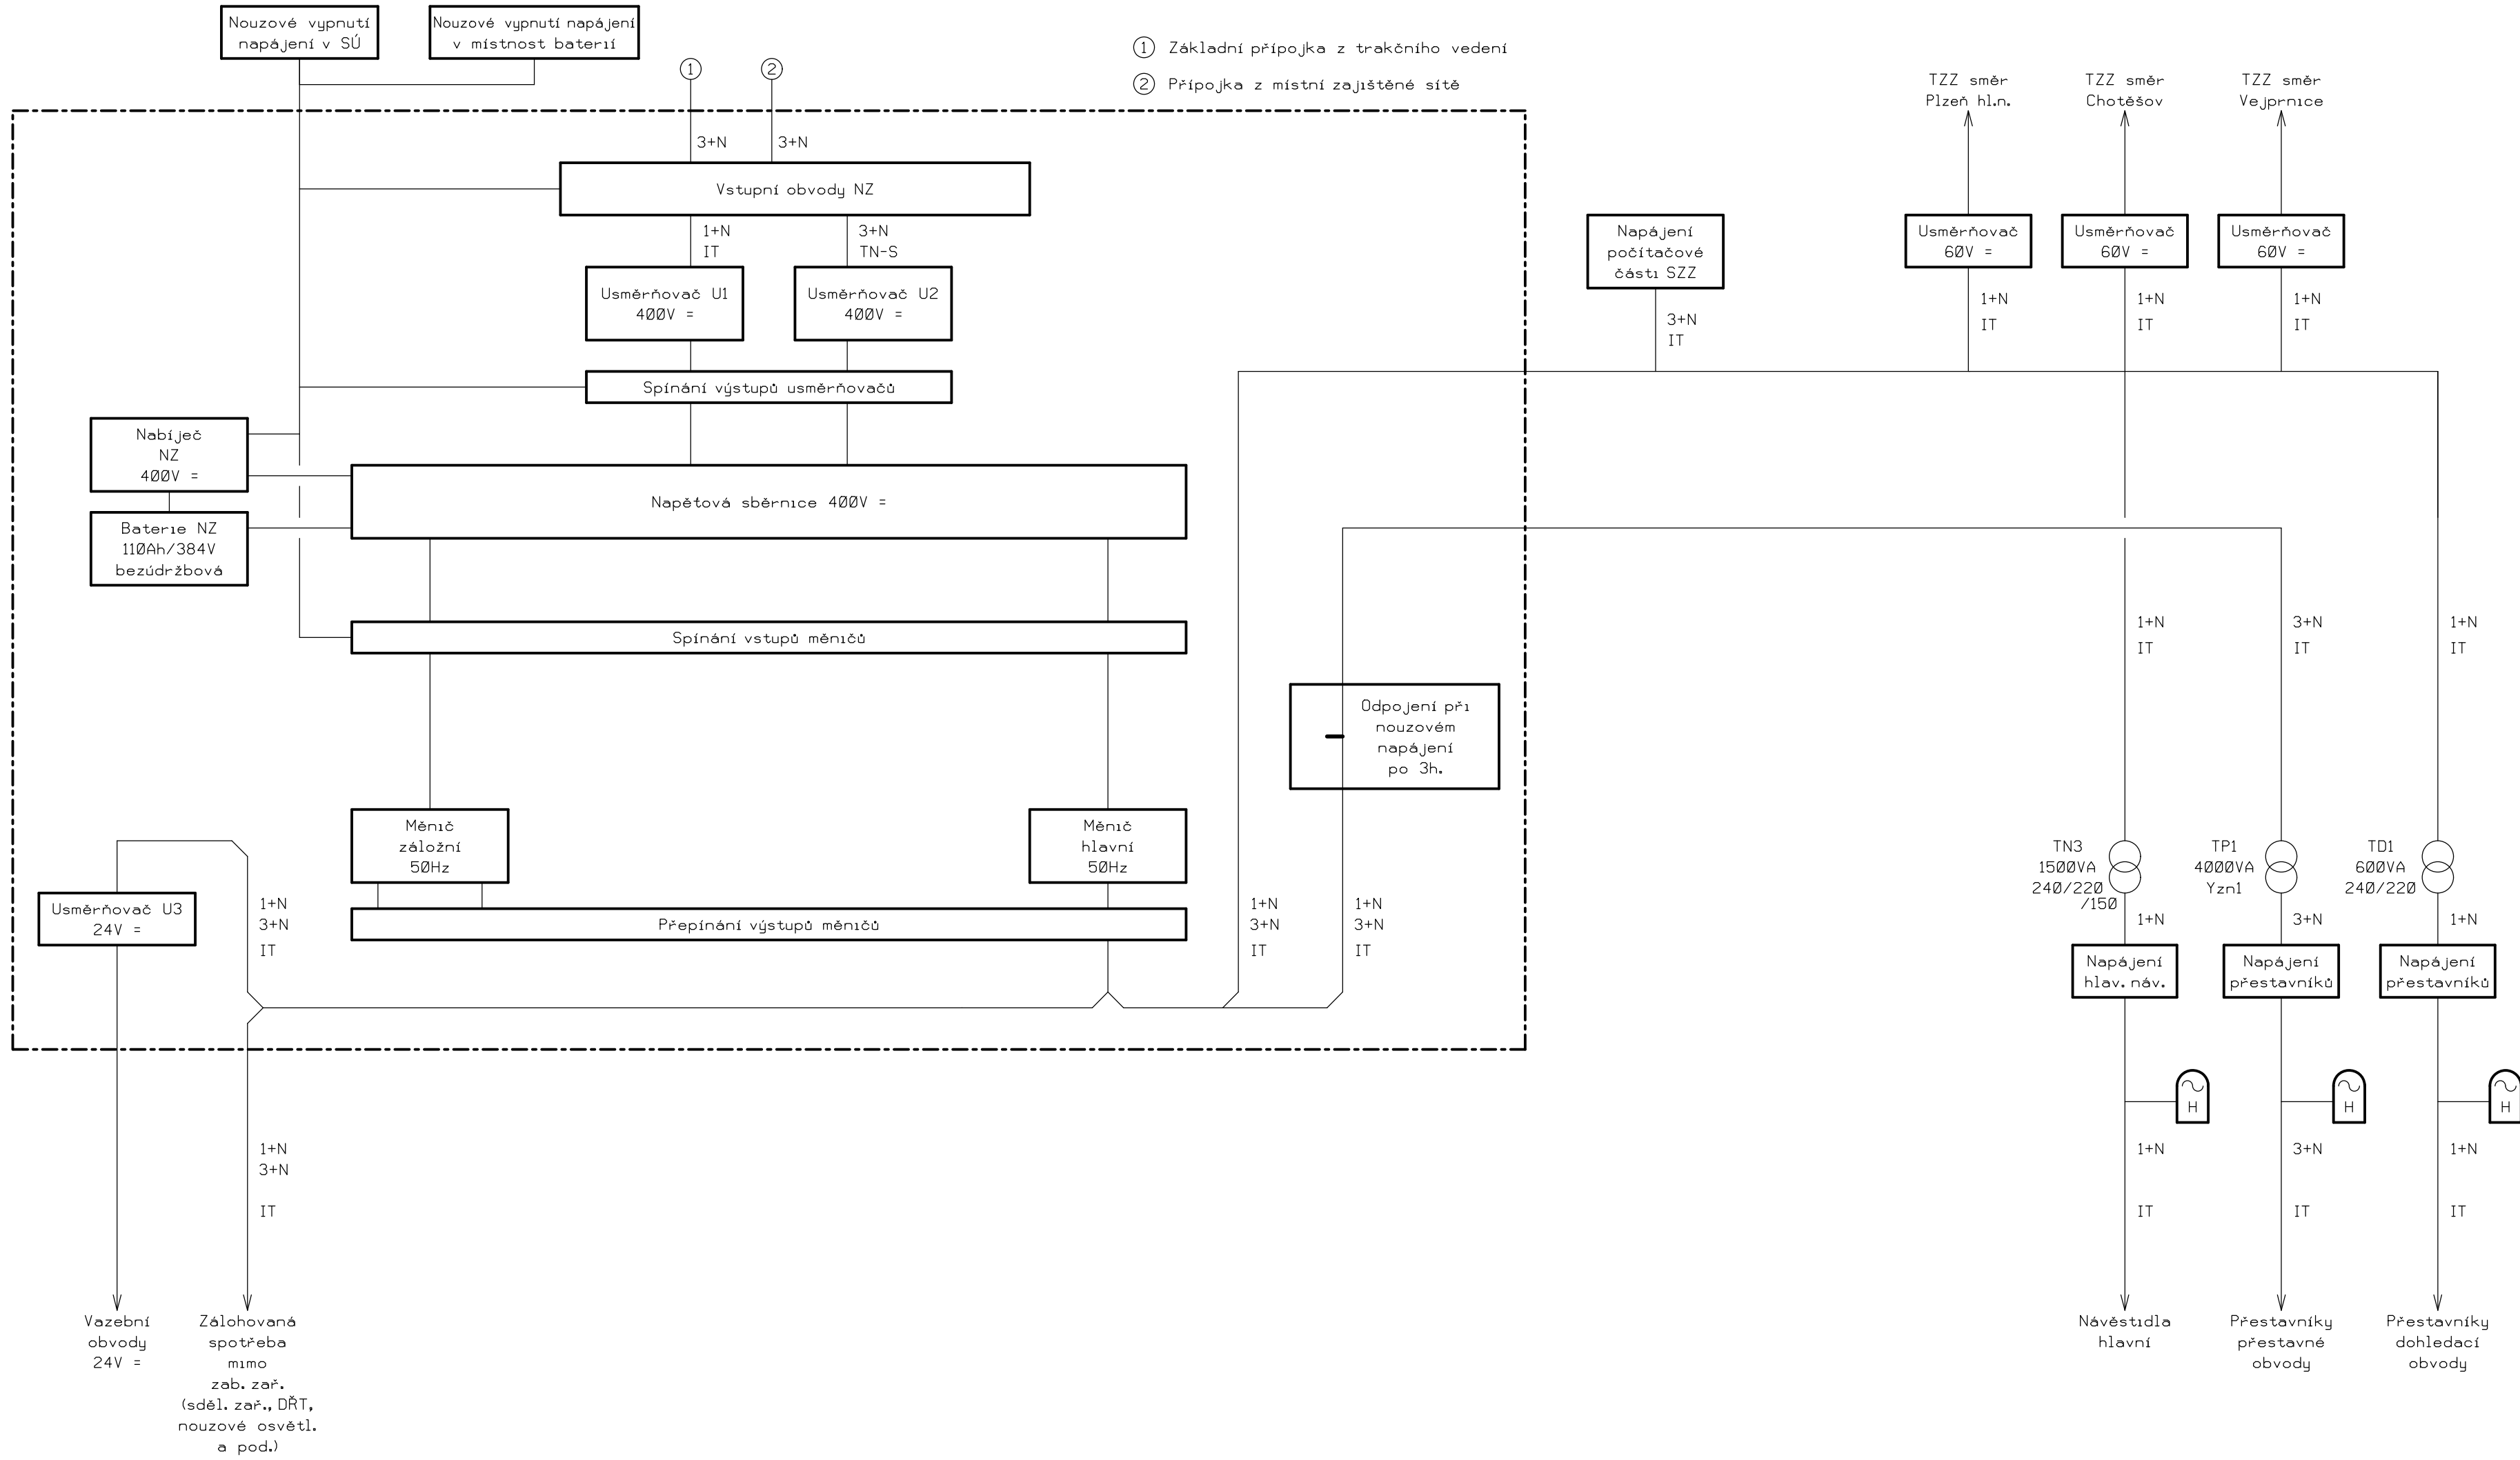 Nouzové vypnutí
napájení v SÚ
Nouzové vypnutí napájení
v místnost baterií
1
2
1 Základní přípojka z trakčního vedení
2 Přípojka z místní zajištěné sítě
TZZ směr
Plzeň hl.n.
TZZ směr
Chotěšov
TZZ směr
Vejprnice
3+N
3+N
Vstupní obvody NZ
1+N
IT
3+N
TN-S
Usměrňovač U1
400V =
Usměrňovač U2
400V =
Spínání výstupů usměrňovačů
Napájení
počítačové
části SZZ
3+N
IT
Usměrňovač
60V =
Usměrňovač
60V =
Usměrňovač
60V =
1+N
IT
1+N
IT
1+N
IT
Nabíječ
NZ
400V =
Napěťová sběrnice 400V =
Baterie NZ
110Ah/384V
bezúdržbová
Spínání vstupů měničů
1+N
IT
3+N
IT
1+N
IT
Odpojení při
nouzovém
napájení
po 3h.
Měnič
záložní
50Hz
Měnič
hlavní
50Hz
Usměrňovač U3
24V =
1+N
3+N
IT
Přepínání výstupů měničů
1+N
3+N
IT
1+N
3+N
IT
TN3
1500VA
240/220
/150
TP1
4000VA
Yzn1
TD1
600VA
240/220
1+N
3+N
1+N
Napájení
hlav. náv.
Napájení
přestavníků
Napájení
přestavníků
H
H
H
1+N
3+N
IT
1+N
IT
3+N
IT
1+N
IT
Vazební
obvody
24V =
Zálohovaná
spotřeba
mimo
zab. zař.
(sděl. zař., DŘT,
nouzové osvětl.
a pod.)
Návěstidla
hlavní
Přestavníky
přestavné
obvody
Přestavníky
dohledací
obvody